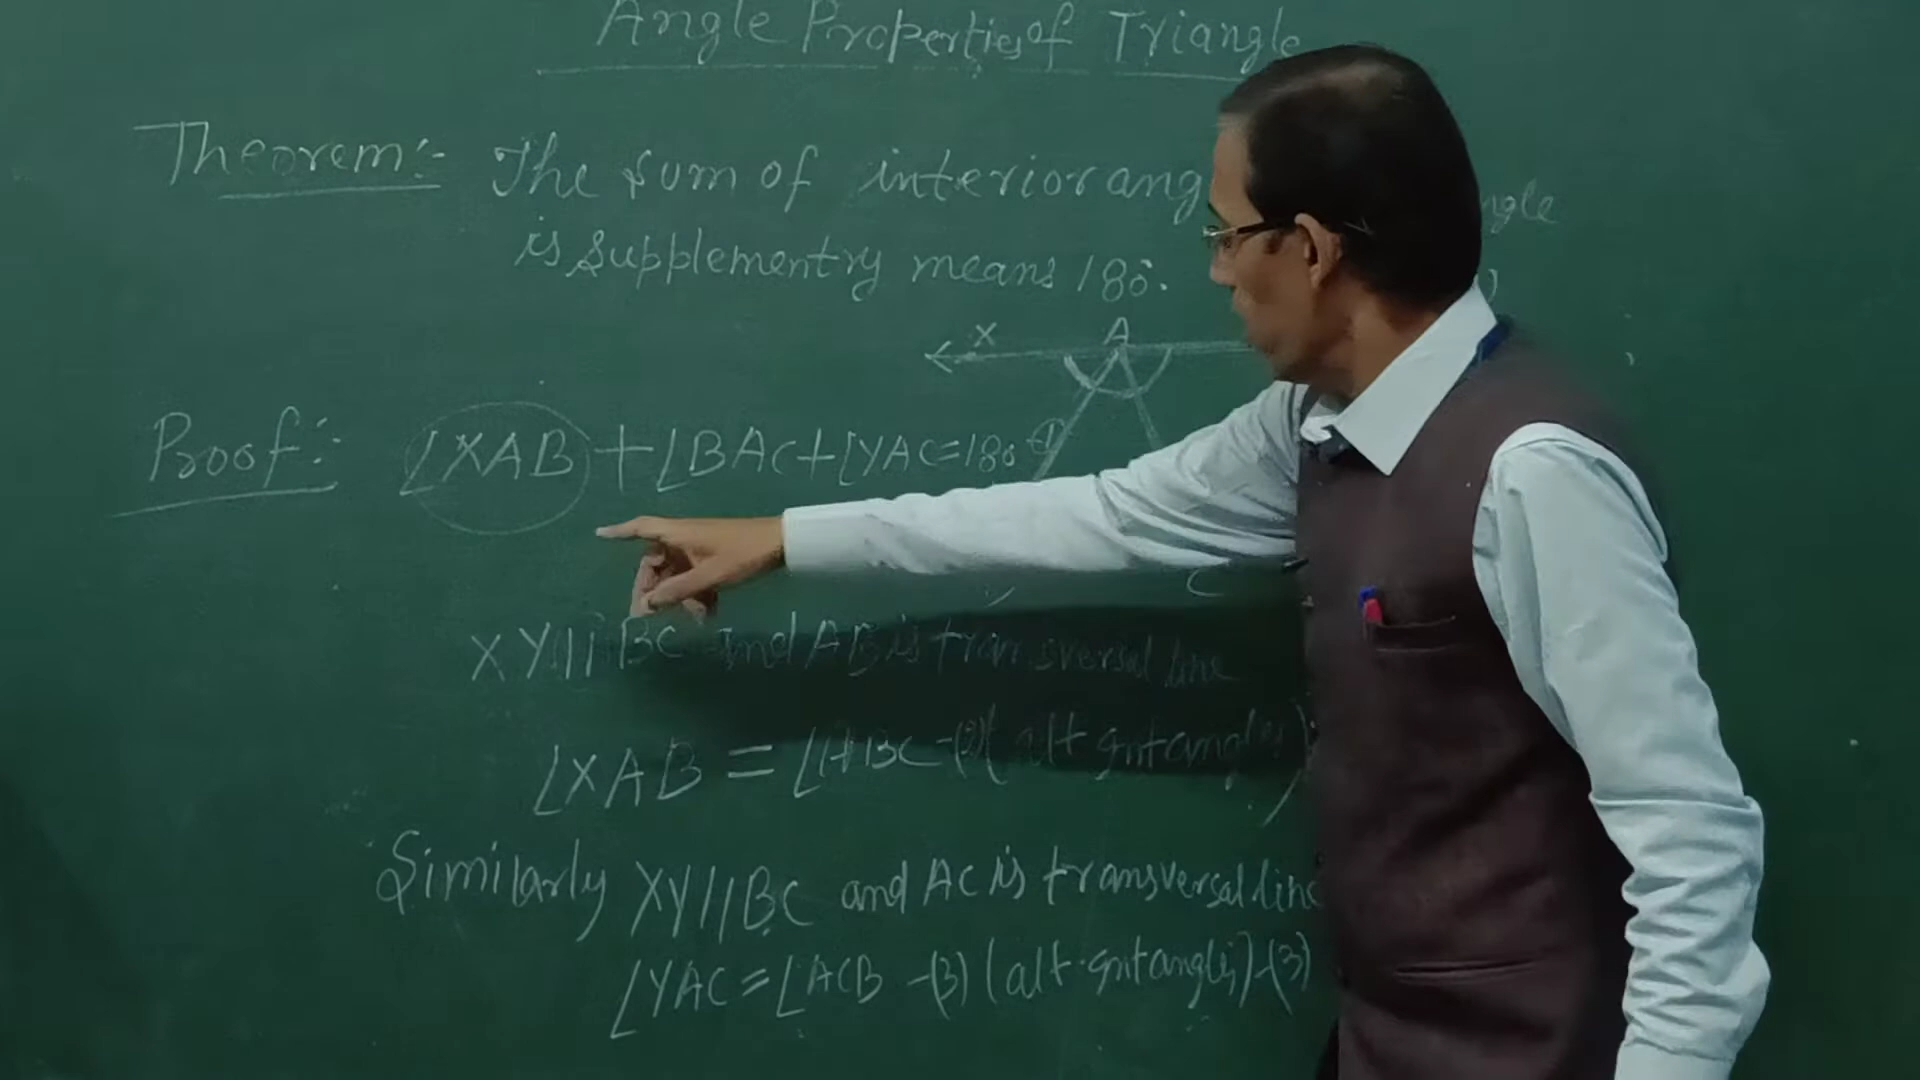 Angle Properties of Triangle
Theorem:- The sum of interior ang ngle
is supplementry means 180°.
X A
Proof:- ∠XAB + ∠BAC + ∠YAC = 180 -(1)
C
XY || BC and AB is transversal line
∠XAB = ∠ABC -(2) (alt int angles)
Similarly XY//BC and AC is transversal line
∠YAC = ∠ACB -(3) (alt. int angles) -(3)